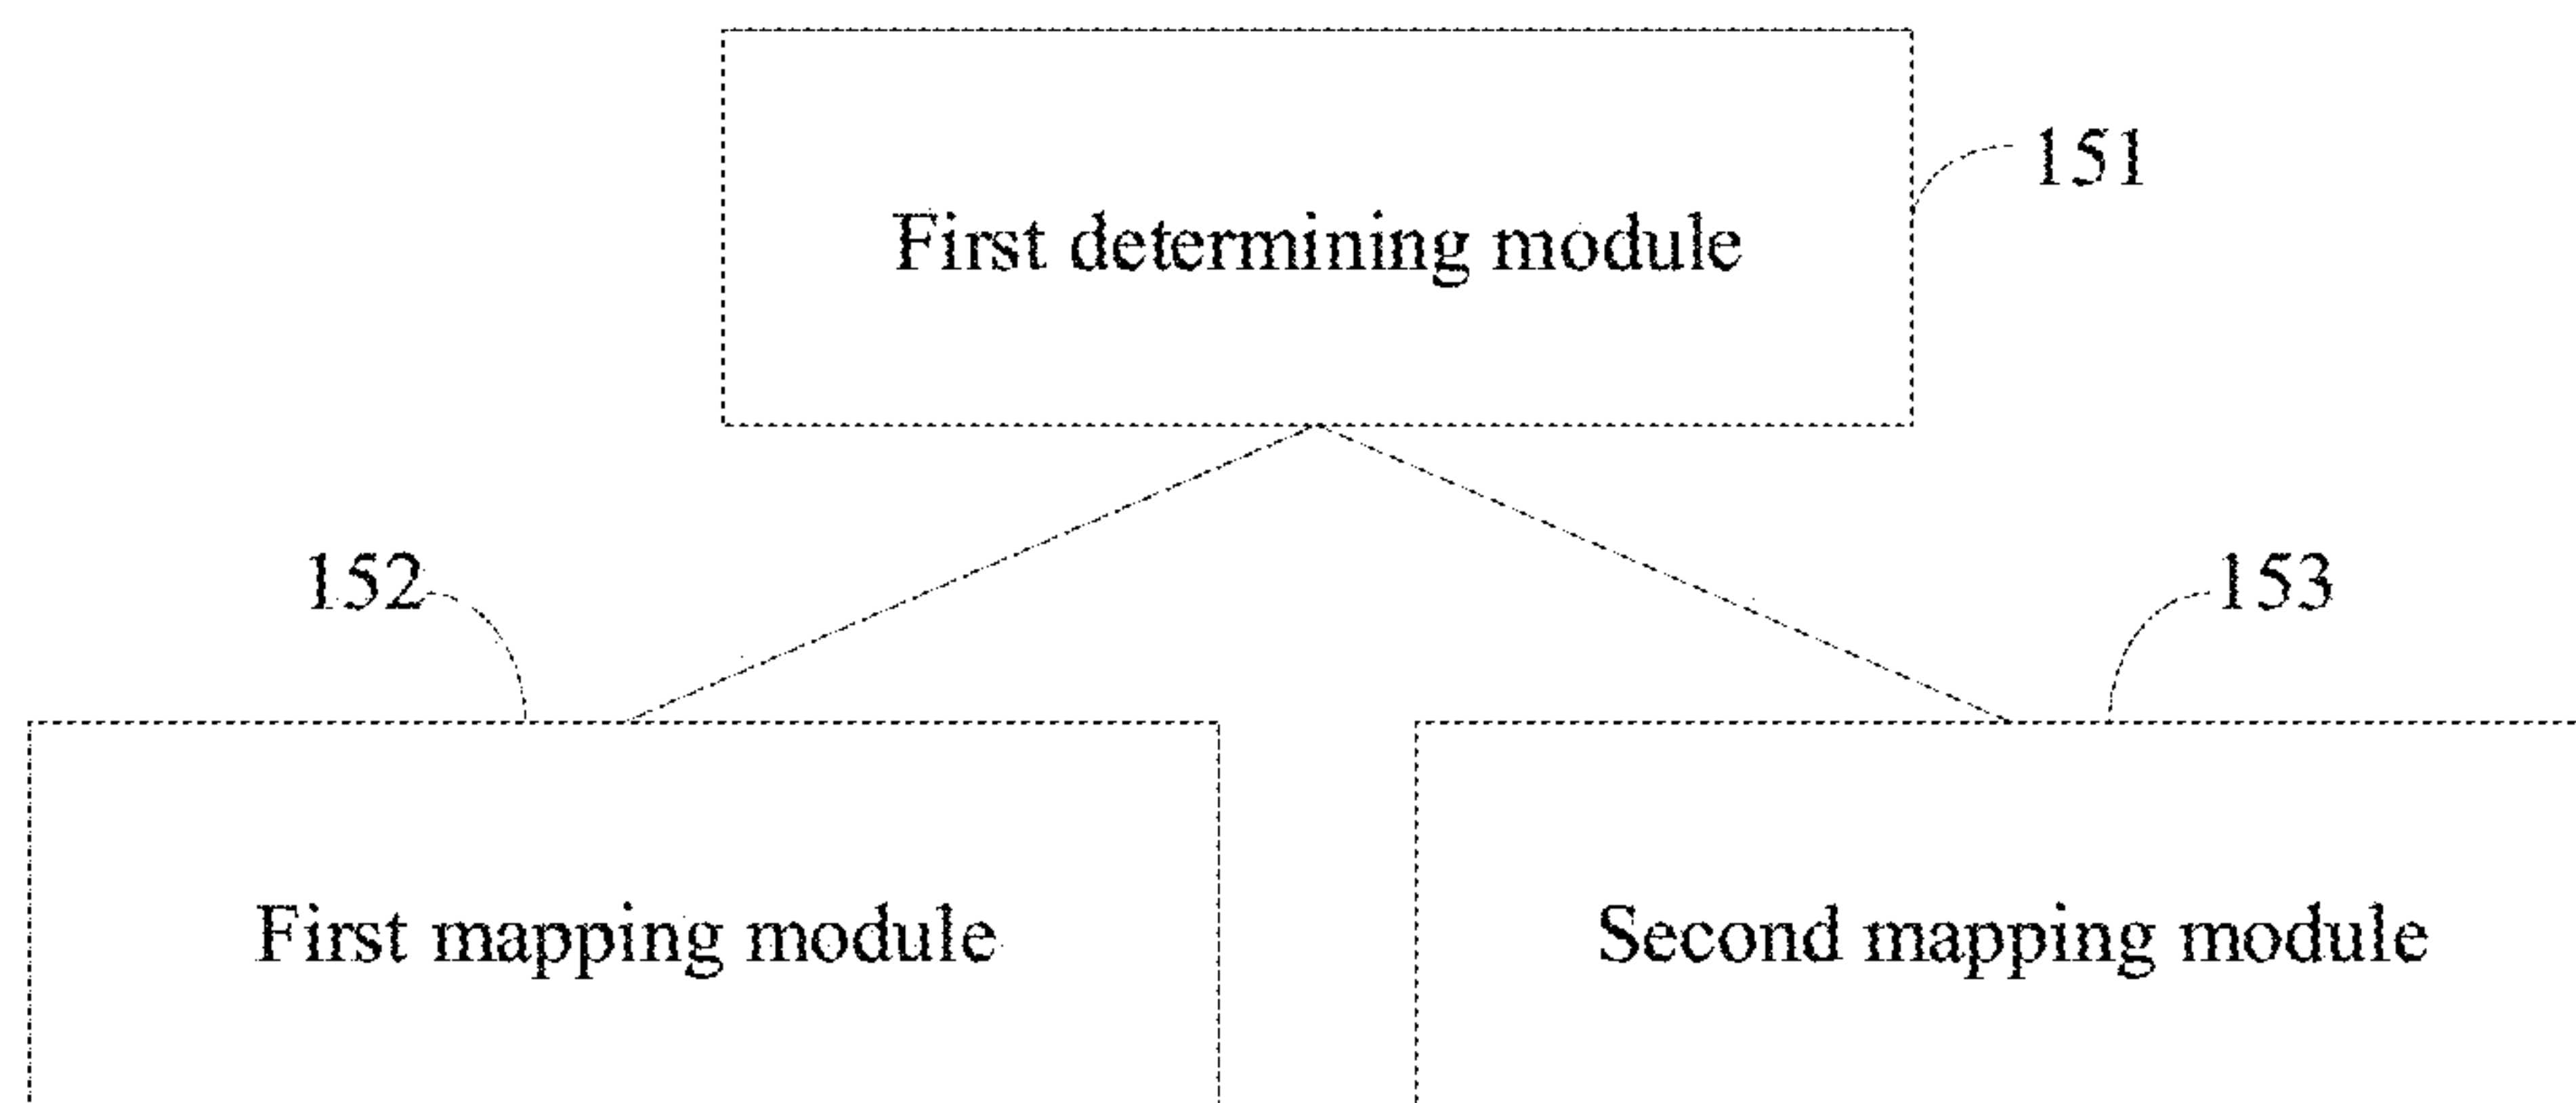 151
First determining module
152
153
First mapping module
Second mapping module